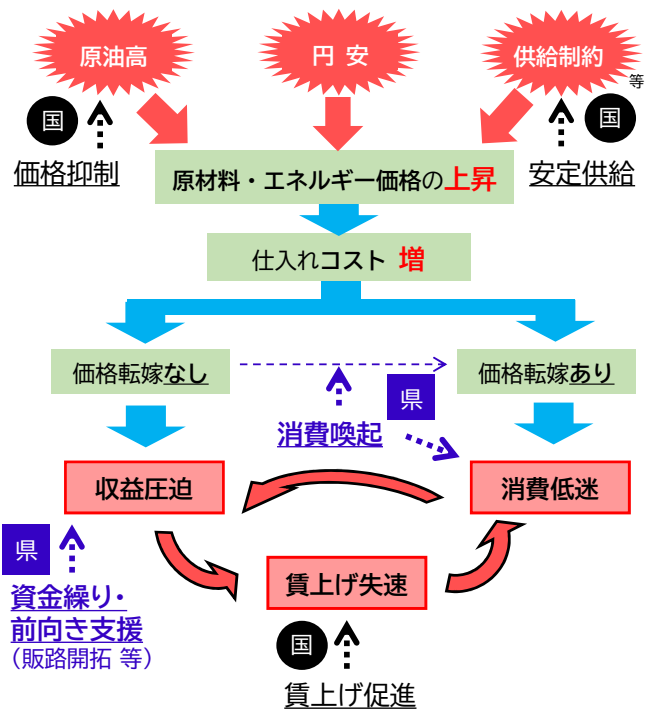 原油高
円 安
供給制約
等
国
国
価格抑制
安定供給
原材料・エネルギー価格の上昇
仕入れコスト 増
価格転嫁なし
価格転嫁あり
県
消費喚起
収益圧迫
消費低迷
県
資金繰り・
前向き支援
（販路開拓 等）
賃上げ失速
国
賃上げ促進